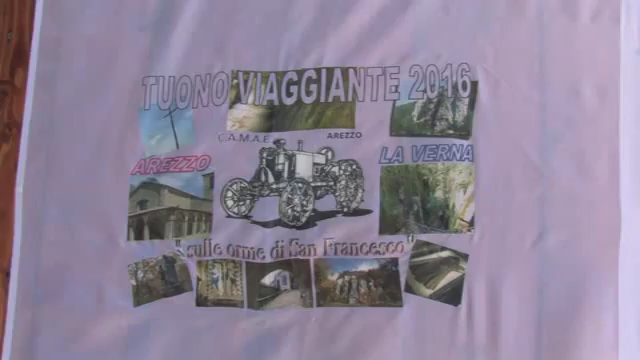 TUONO VIAGGIANTE 2016
C.A.M.A.E AREZZO
AREZZO
LA VERNA
"sulle orme di San Francesco"